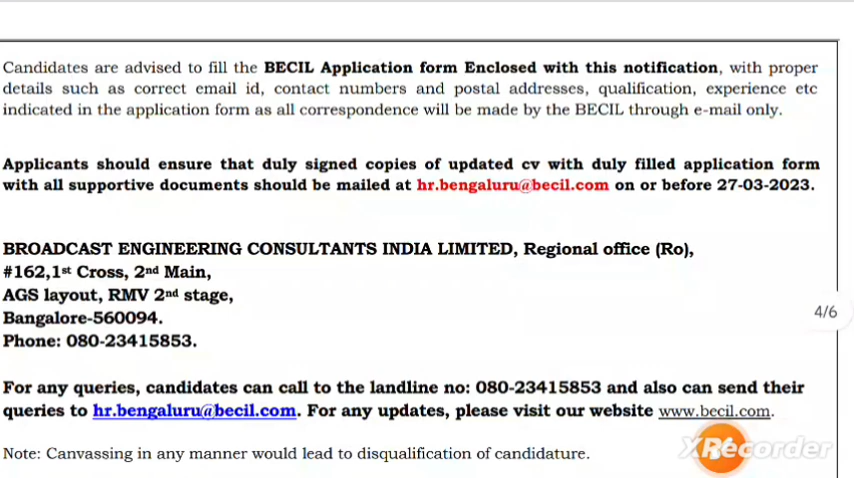 Candidates are advised to fill the BECIL Application form Enclosed with this notification, with proper
details such as correct email id, contact numbers and postal addresses, qualification, experience etc
indicated in the application form as all correspondence will be made by the BECIL through e-mail only.
Applicants should ensure that duly signed copies of updated cv with duly filled application form
with all supportive documents should be mailed at hr.bengaluru@becil.com on or before 27-03-2023.
BROADCAST ENGINEERING CONSULTANTS INDIA LIMITED, Regional office (Ro),
#162,1st Cross, 2nd Main,
AGS layout, RMV 2nd stage,
Bangalore-560094.
4/6
Phone: 080-23415853.
For any queries, candidates can call to the landline no: 080-23415853 and also can send their
queries to hr.bengaluru@becil.com. For any updates, please visit our website www.becil.com.
Note: Canvassing in any manner would lead to disqualification of candidature.
XRecorder